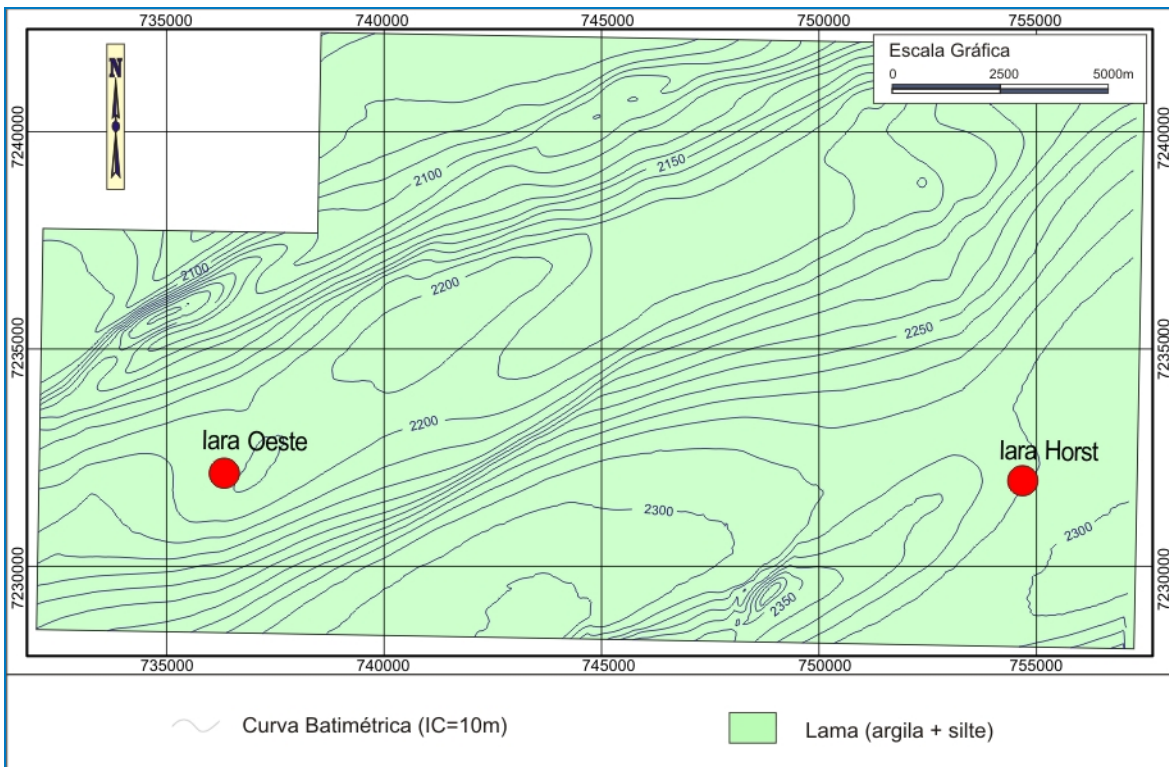 735000 740000 745000 750000 755000
Escala Gráfica
0 2500 5000m
N
7240000 7240000
2150
2100
2100
2200
7235000 7235000
2250
2200
Iara Oeste
Iara Horst
2300
2300
7230000 7230000
2350
735000 740000 745000 750000 755000
Curva Batimétrica (IC=10m)
Lama (argila + silte)